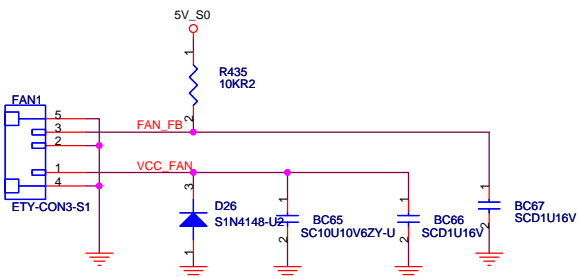 5V_S0
1
R435
10KR2
2
FAN1
5
3
FAN_FB
2
1
VCC_FAN
4
ETY-CON3-S1
3
D26
S1N4148-U2
1
1
BC65
SC10U10V6ZY-U
2
1
BC66
SCD1U16V
2
1
BC67
SCD1U16V
2